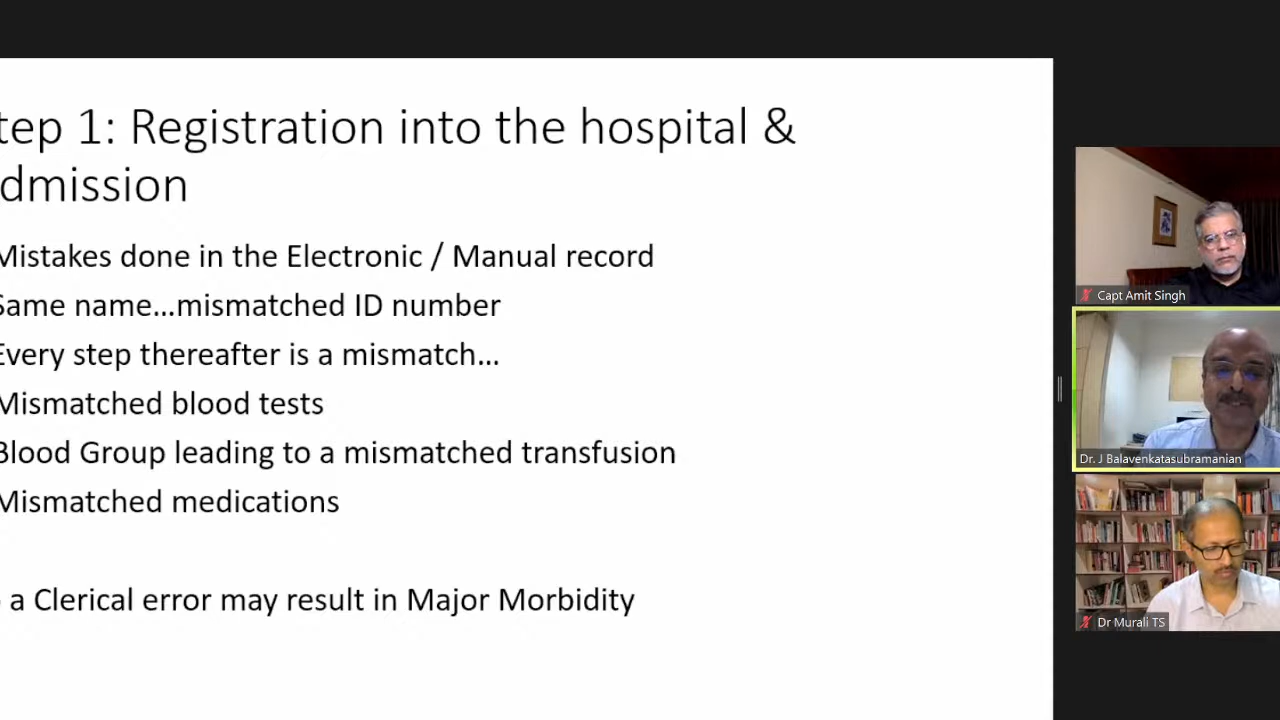 tep 1: Registration into the hospital &
dmission
Mistakes done in the Electronic / Manual record
Same name...mismatched ID number
Every step thereafter is a mismatch...
Mismatched blood tests
Blood Group leading to a mismatched transfusion
Mismatched medications
a Clerical error may result in Major Morbidity
Capt Amit Singh
Dr. J Balavenkatasubramanian
Dr Murali TS